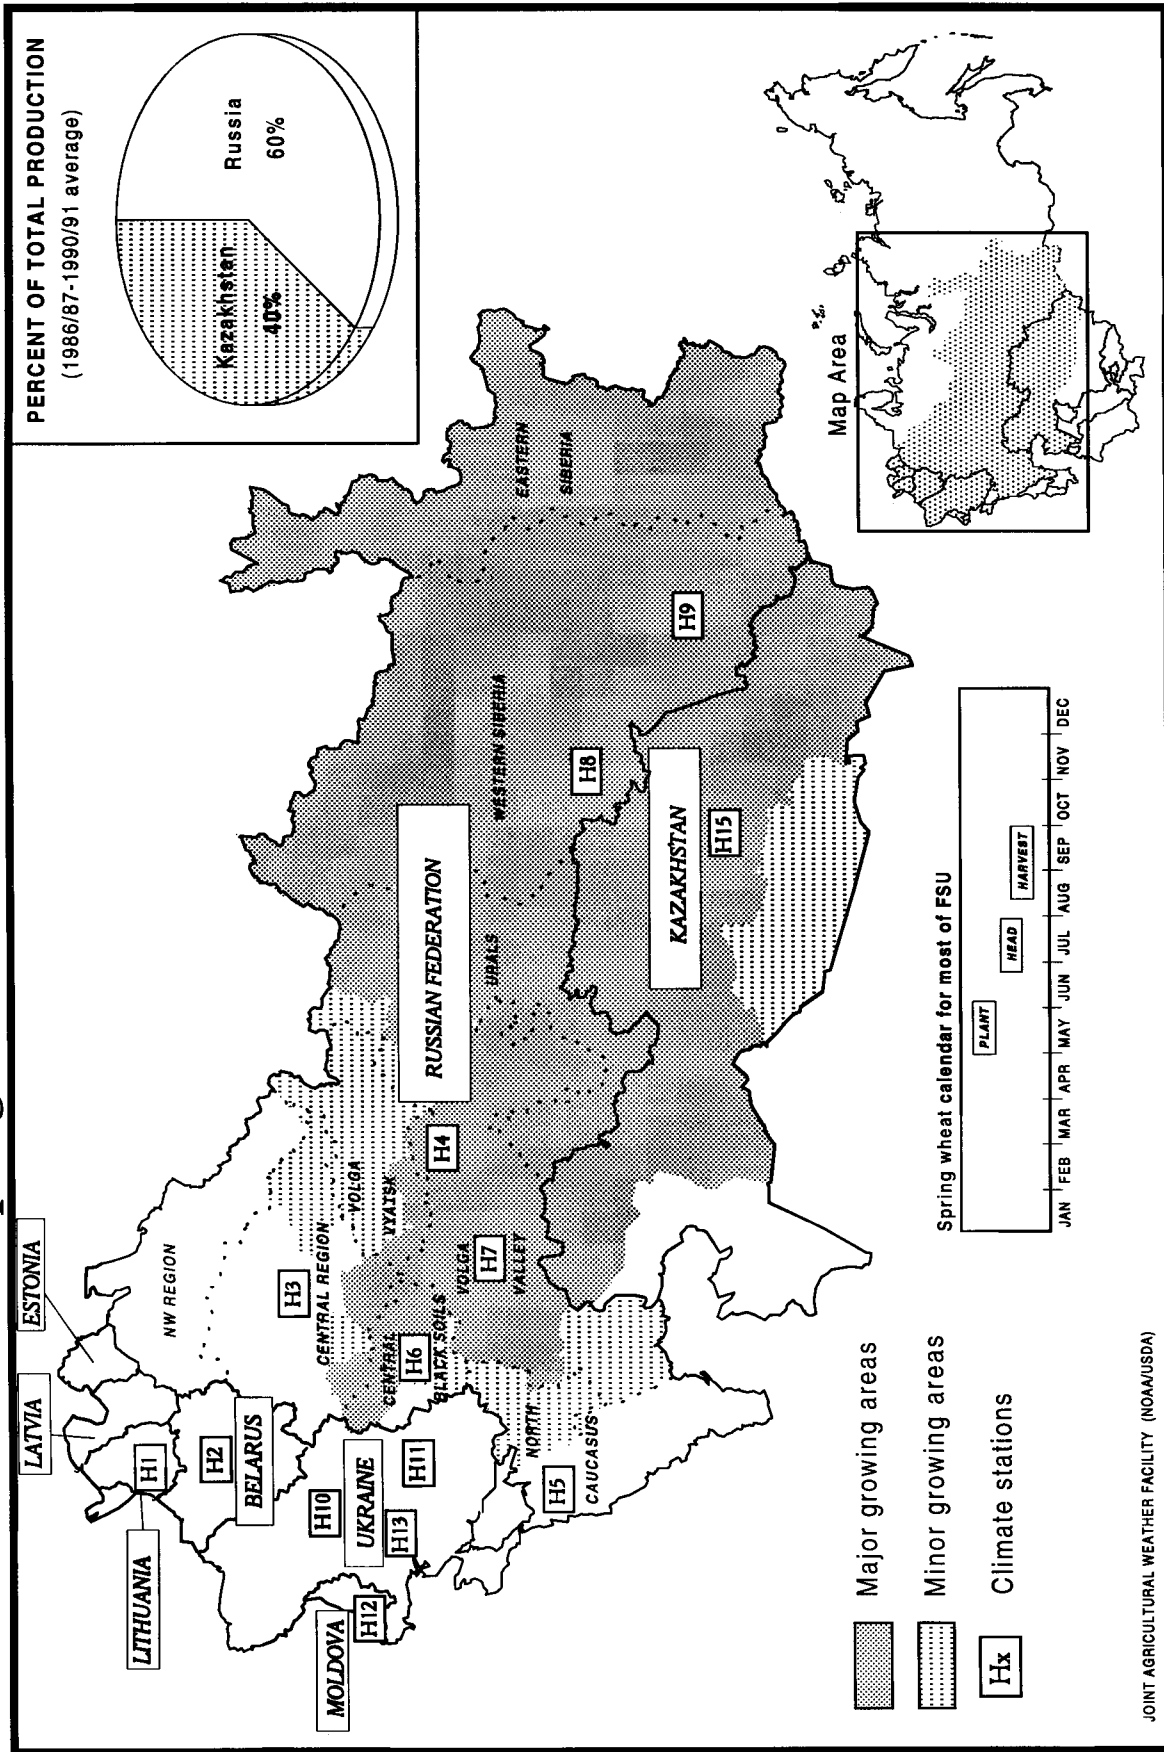 PERCENT OF TOTAL PRODUCTION
(1986/87-1990/91 average)
Russia
60%
Kazakhstan
40%
ESTONIA
LATVIA
LITHUANIA
H1
H2
BELARUS
NW REGION
H3
CENTRAL REGION
VOLGA
VYATSK
H4
RUSSIAN FEDERATION
URALS
WESTERN SIBERIA
EASTERN
SIBERIA
H10
UKRAINE
H11
H13
MOLDOVA
H12
CENTRAL
H6
BLACK SOILS
VOLGA
H7
VALLEY
NORTH
H5
CAUCASUS
H8
H9
KAZAKHSTAN
H15
Map Area
Major growing areas
Minor growing areas
Hx
Climate stations
Spring wheat calendar for most of FSU
PLANT
HEAD
HARVEST
JAN FEB MAR APR MAY JUN JUL AUG SEP OCT NOV DEC
JOINT AGRICULTURAL WEATHER FACILITY (NOAA/USDA)